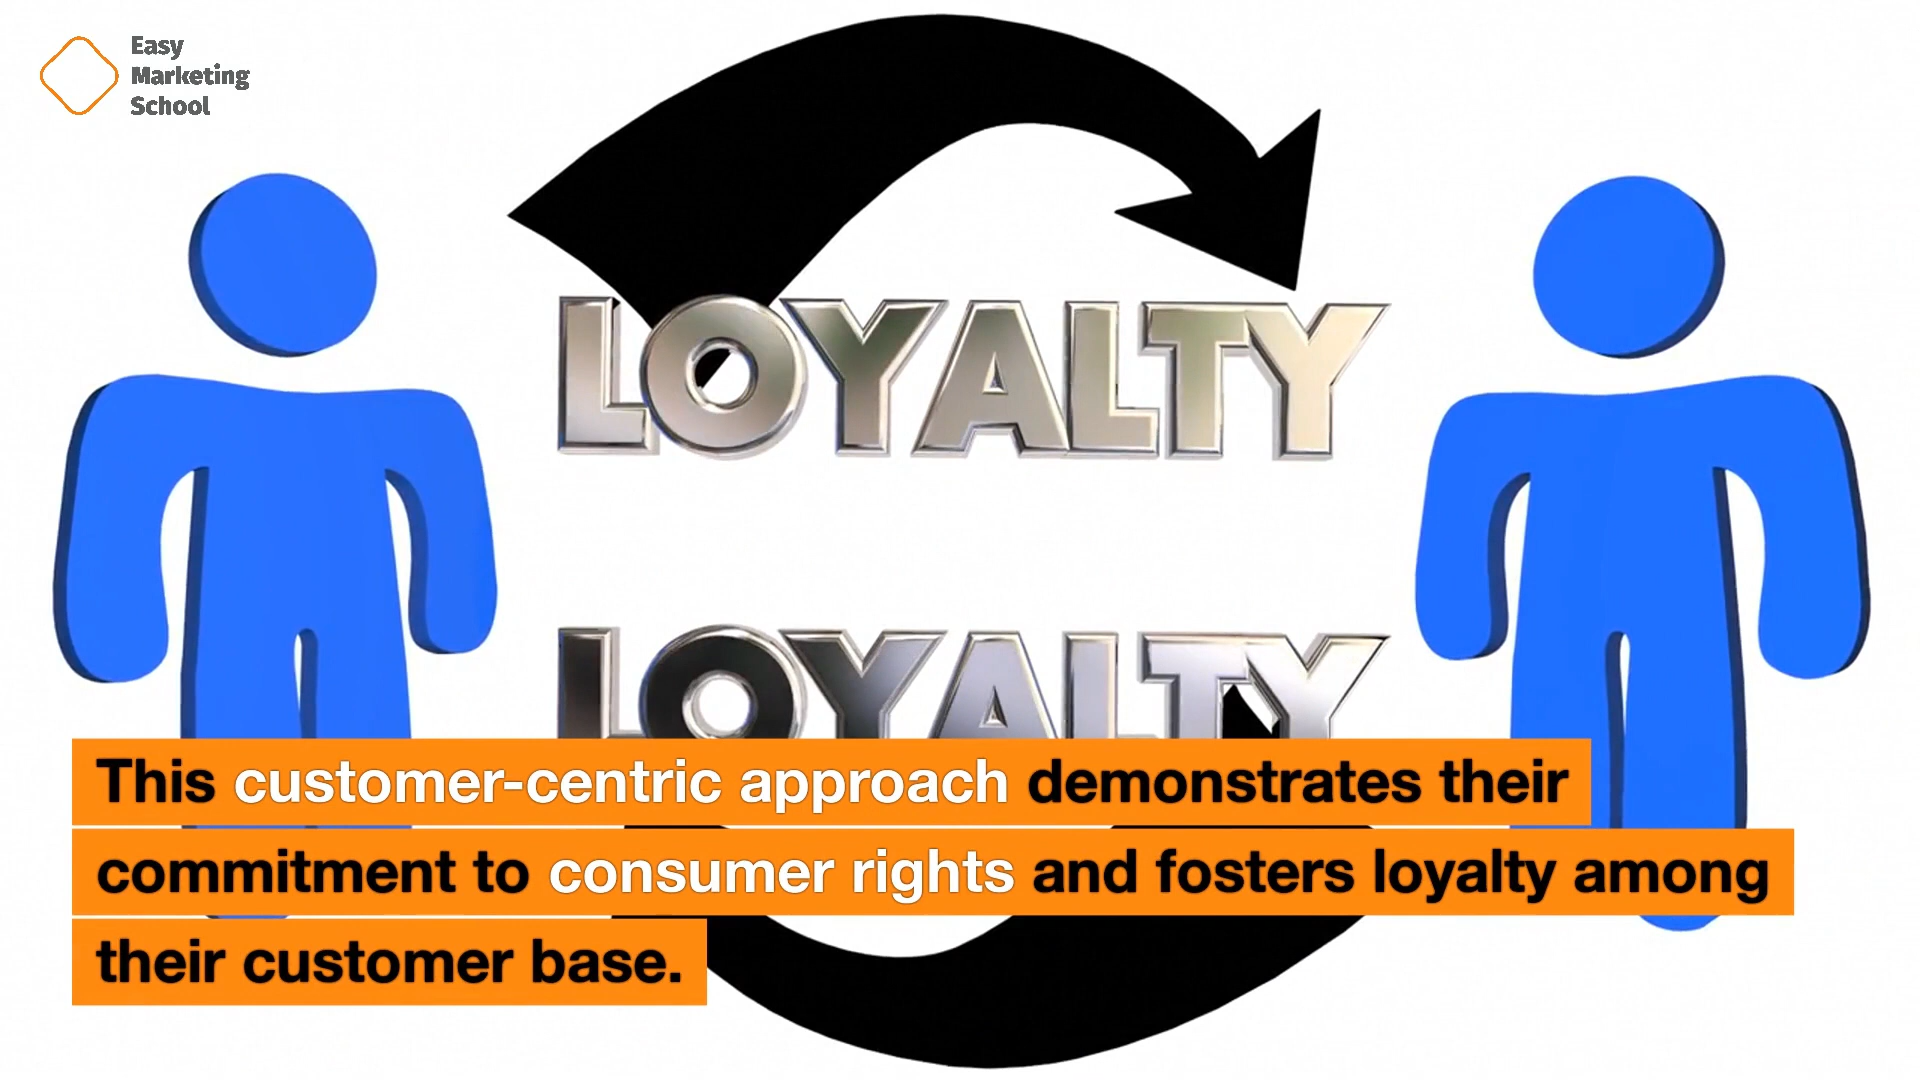 Easy
Marketing
School
LOYALTY
LOYALTY
This customer-centric approach demonstrates their
commitment to consumer rights and fosters loyalty among
their customer base.